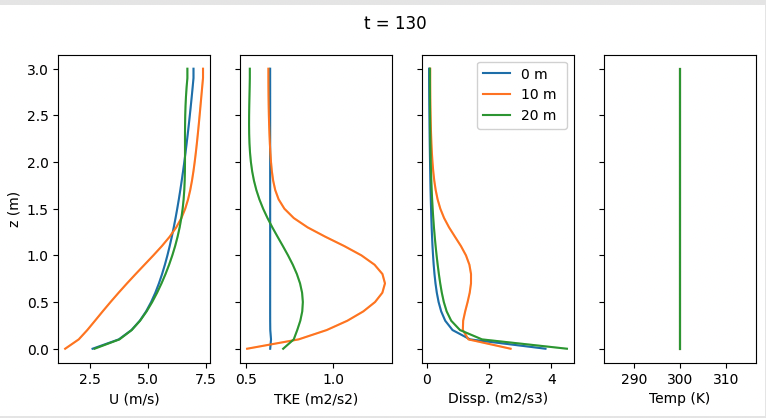 t = 130
z (m)
3.0
2.5
2.0
1.5
1.0
0.5
0.0
2.5 5.0 7.5
U (m/s)
0.5 1.0
TKE (m2/s2)
0 m
10 m
20 m
0 2 4
Dissp. (m2/s3)
290 300 310
Temp (K)